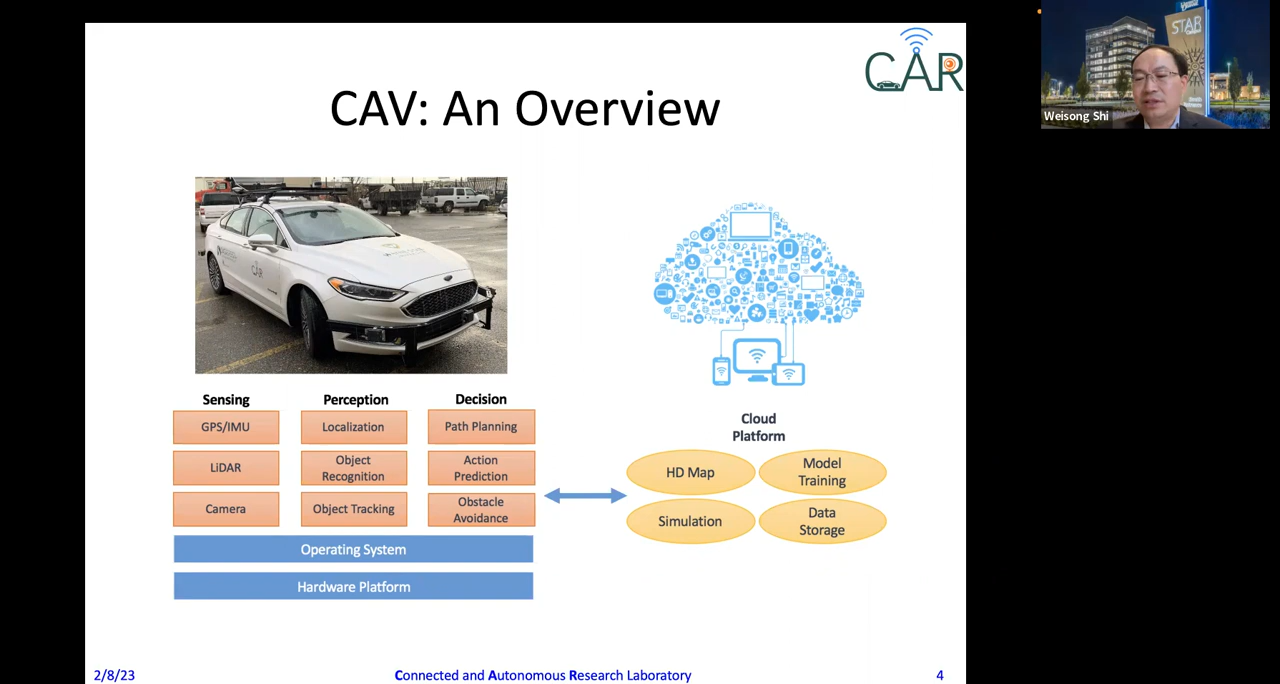 CAR
CAV: An Overview
STAR
Weisong Shi
CAR
Sensing
Perception
Decision
GPS/IMU
Localization
Path Planning
LiDAR
Object
Recognition
Action
Prediction
Camera
Object Tracking
Obstacle
Avoidance
Operating System
Hardware Platform
Cloud
Platform
HD Map
Model
Training
Simulation
Data
Storage
2/8/23
Connected and Autonomous Research Laboratory
4